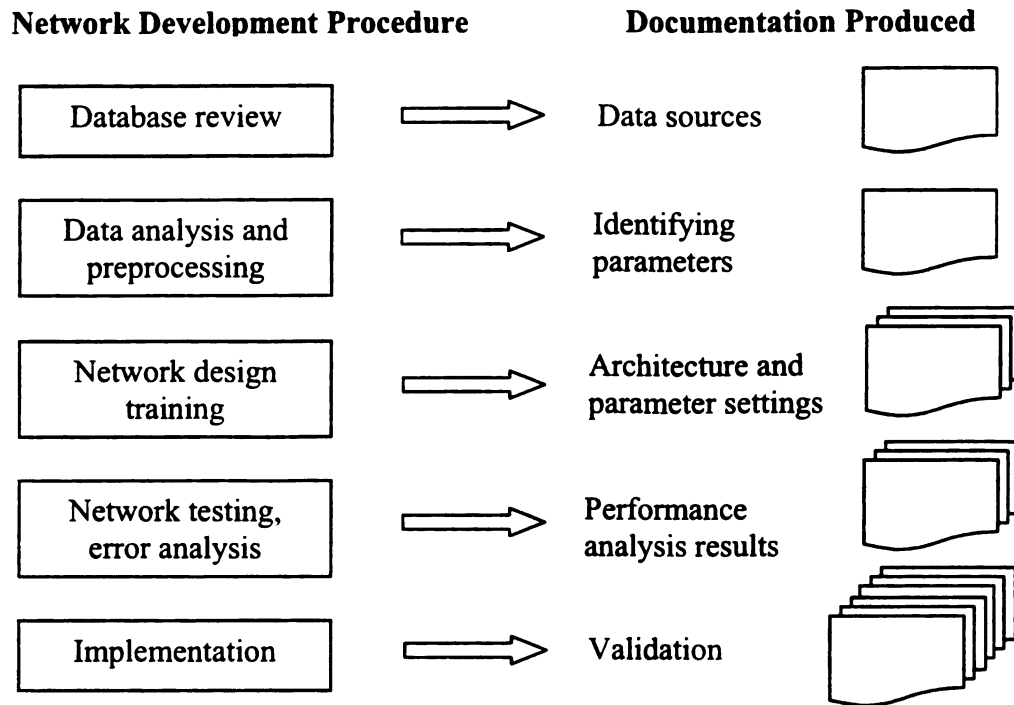 Network Development Procedure
Documentation Produced
Database review
Data sources
Data analysis and
preprocessing
Identifying
parameters
Network design
training
Architecture and
parameter settings
Network testing,
error analysis
Performance
analysis results
Implementation
Validation